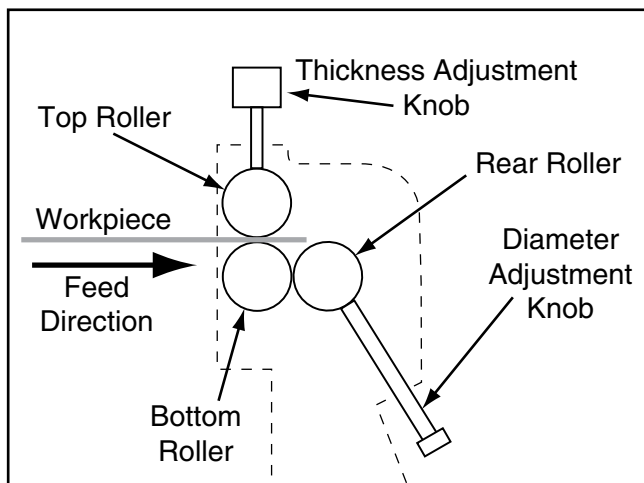 Thickness Adjustment
Knob
Top Roller
Rear Roller
Workpiece
Diameter
Adjustment
Knob
Feed
Direction
Bottom
Roller